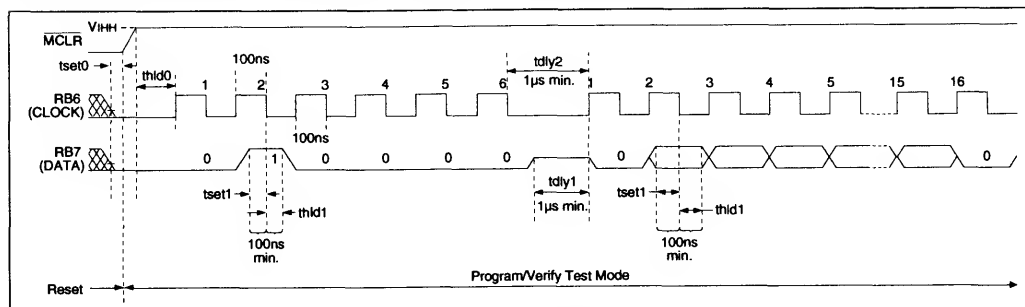 VIHH
MCLR
tset0
thld0
100ns
tdly2
1µs min.
1 2 3 4 5 6 1 2 3 4 5 15 16
RB6
(CLOCK)
100ns
RB7
(DATA)
0 1 0 0 0 0 0 0
tdly1
1µs min.
tset1
thld1
100ns
min.
tset1
thld1
100ns
min.
Reset
Program/Verify Test Mode